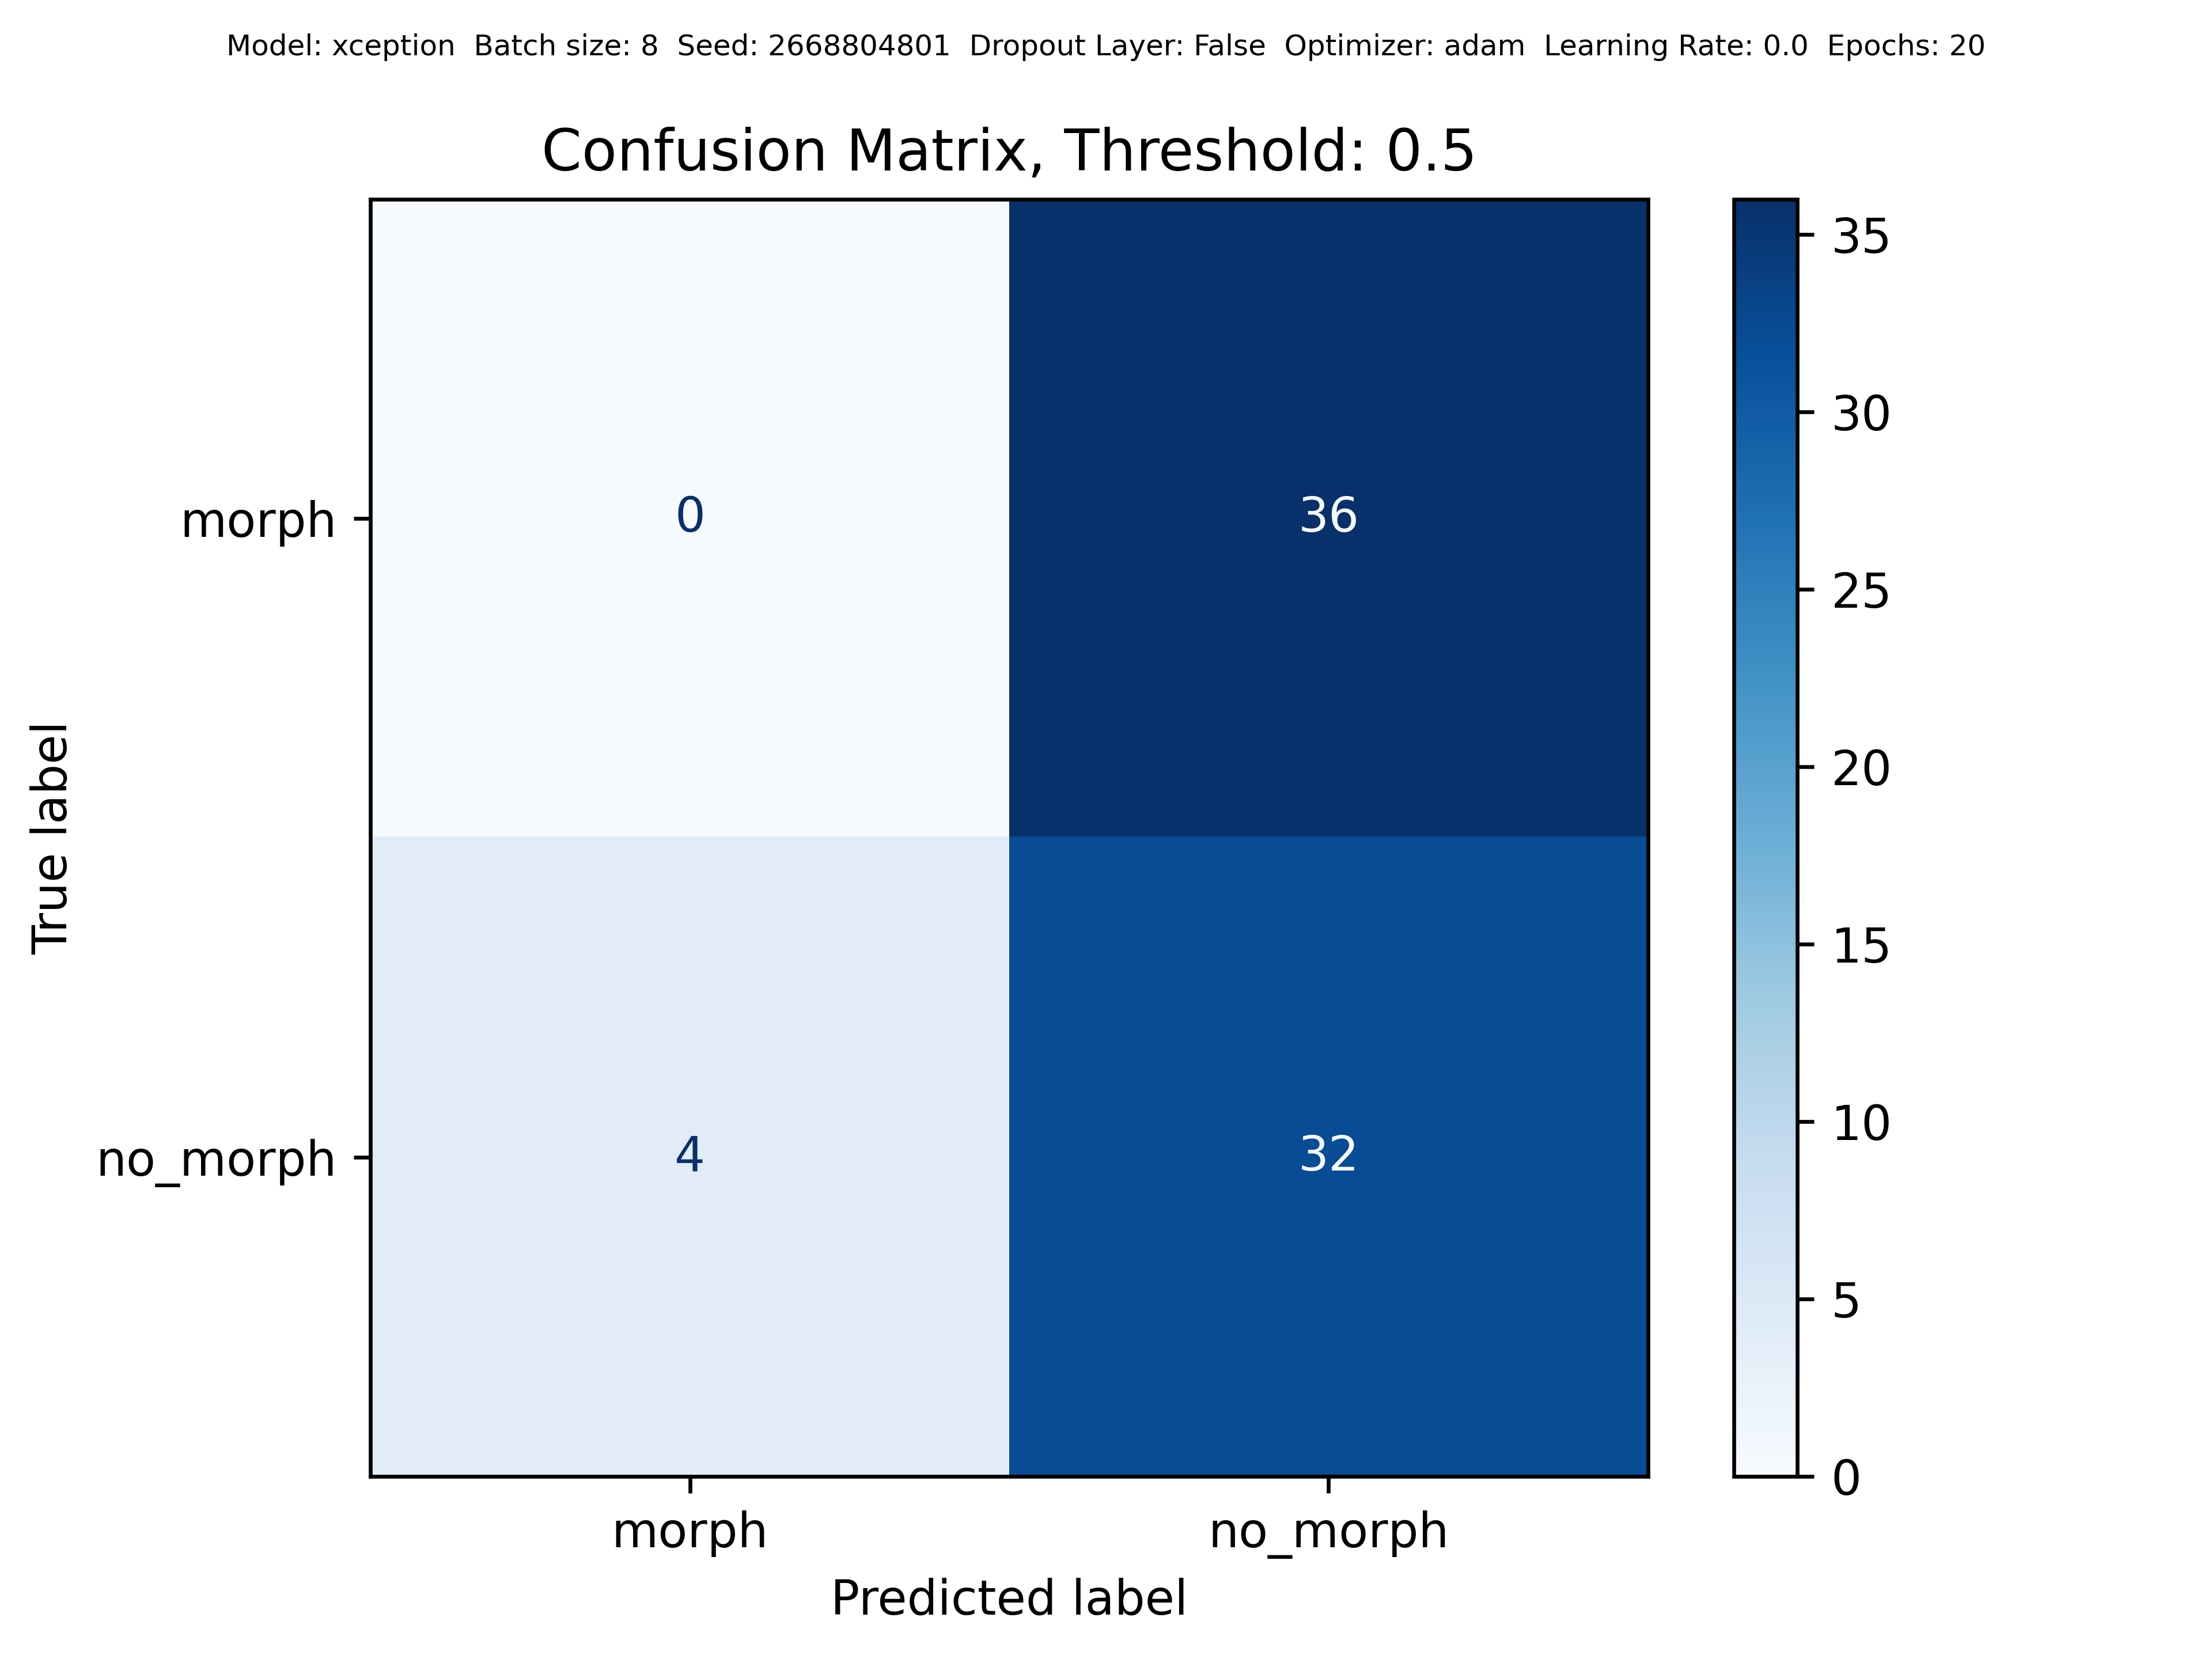 Model: xception  Batch size: 8  Seed: 2668804801  Dropout Layer: False  Optimizer: adam  Learning Rate: 0.0  Epochs: 20
Confusion Matrix, Threshold: 0.5
True label
morph
0
36
no_morph
4
32
morph
no_morph
Predicted label
35
30
25
20
15
10
5
0